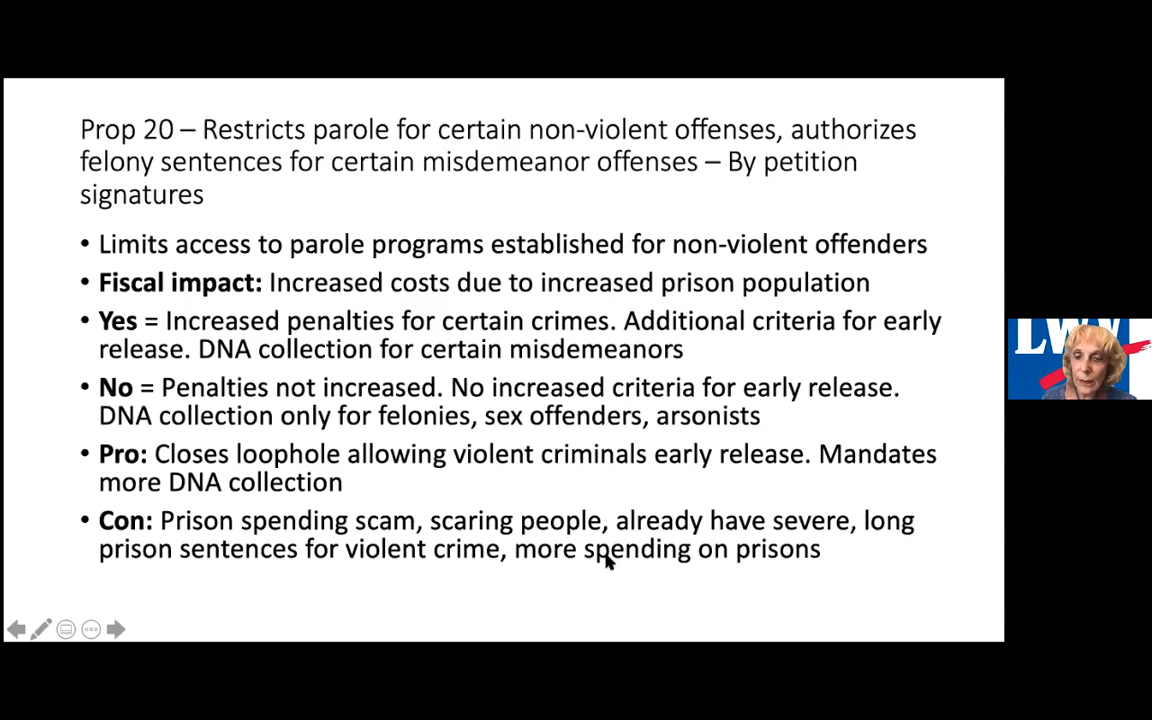 Prop 20 – Restricts parole for certain non-violent offenses, authorizes
felony sentences for certain misdemeanor offenses – By petition
signatures
• Limits access to parole programs established for non-violent offenders
• Fiscal impact: Increased costs due to increased prison population
• Yes = Increased penalties for certain crimes. Additional criteria for early
release. DNA collection for certain misdemeanors
• No = Penalties not increased. No increased criteria for early release.
DNA collection only for felonies, sex offenders, arsonists
• Pro: Closes loophole allowing violent criminals early release. Mandates
more DNA collection
• Con: Prison spending scam, scaring people, already have severe, long
prison sentences for violent crime, more spending on prisons
LWV